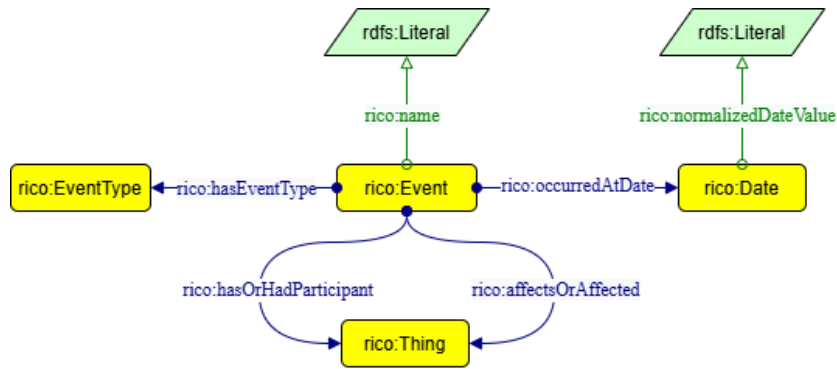 rdfs:Literal
rdfs:Literal
rico:name
rico:normalizedDateValue
rico:EventType
rico:hasEventType
rico:Event
rico:occurredAtDate
rico:Date
rico:hasOrHadParticipant
rico:affectsOrAffected
rico:Thing